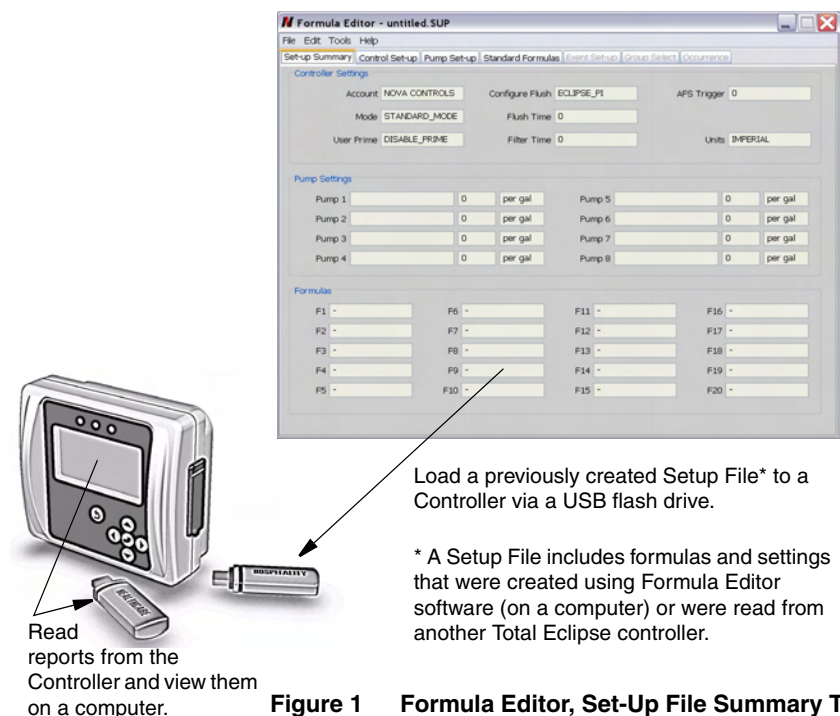 Formula Editor - untitled.SUP
File Edit Tools Help
Set-up Summary Control Set-up Pump Set-up Standard Formulas Event Set-up Group Select Occurrence
Controller Settings
Account NOVA CONTROLS Configure Flush ECLIPSE_PI AFS Trigger 0
Mode STANDARD_MODE Flush Time 0
User Prime DISABLE_PRIME Filter Time 0 Units IMPERIAL
Pump Settings
Pump 1 0 per gal Pump 5 0 per gal
Pump 2 0 per gal Pump 6 0 per gal
Pump 3 0 per gal Pump 7 0 per gal
Pump 4 0 per gal Pump 8 0 per gal
Formulas
F1 - F6 - F11 - F16 -
F2 - F7 - F12 - F17 -
F3 - F8 - F13 - F18 -
F4 - F9 - F14 - F19 -
F5 - F10 - F15 - F20 -
Load a previously created Setup File* to a
Controller via a USB flash drive.
* A Setup File includes formulas and settings
that were created using Formula Editor
software (on a computer) or were read from
another Total Eclipse controller.
HOSPITALITY
HEALTHCARE
Read
reports from the
Controller and view them
on a computer.
Figure 1 Formula Editor, Set-Up File Summary T